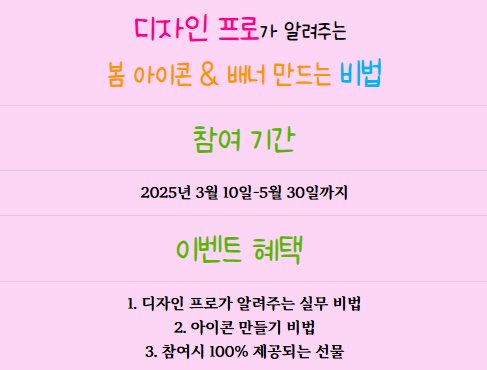 디자인 프로가 알려주는
봄 아이콘 & 배너 만드는 비법
참여 기간
2025년 3월 10일-5월 30일까지
이벤트 혜택
1. 디자인 프로가 알려주는 실무 비법
2. 아이콘 만들기 비법
3. 참여시 100% 제공되는 선물